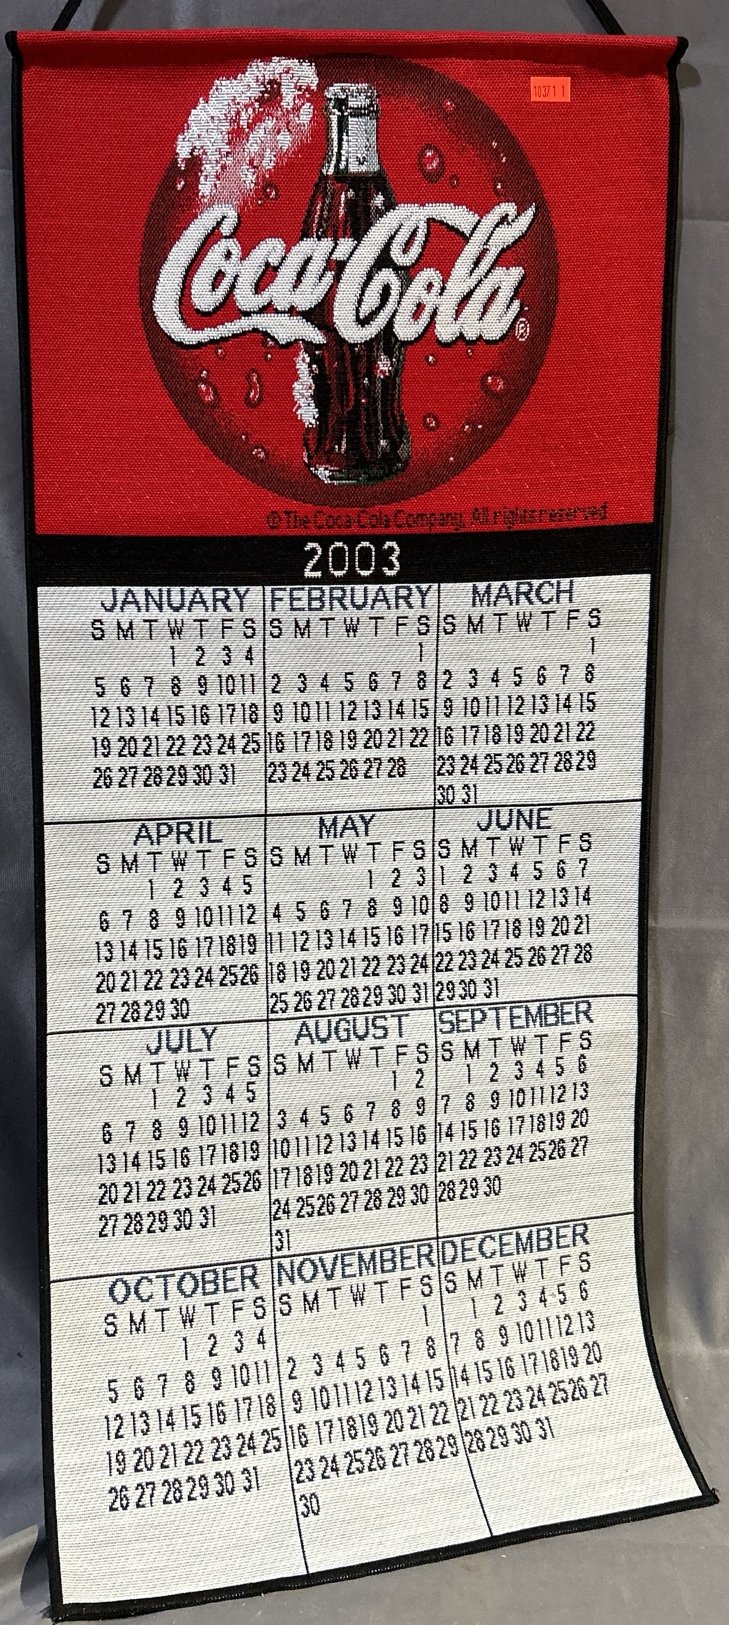 1037 1 1
Coca-Cola®
© The Coca-Cola Company, All rights reserved
2003
JANUARY
S M T W T F S
1 2 3 4
5 6 7 8 9 10 11
12 13 14 15 16 17 18
19 20 21 22 23 24 25
26 27 28 29 30 31
FEBRUARY
S M T W T F S
1
2 3 4 5 6 7 8
9 10 11 12 13 14 15
16 17 18 19 20 21 22
23 24 25 26 27 28
MARCH
S M T W T F S
1
2 3 4 5 6 7 8
9 10 11 12 13 14 15
16 17 18 19 20 21 22
23 24 25 26 27 28 29
30 31
APRIL
S M T W T F S
1 2 3 4 5
6 7 8 9 10 11 12
13 14 15 16 17 18 19
20 21 22 23 24 25 26
27 28 29 30
MAY
S M T W T F S
1 2 3
4 5 6 7 8 9 10
11 12 13 14 15 16 17
18 19 20 21 22 23 24
25 26 27 28 29 30 31
JUNE
S M T W T F S
1 2 3 4 5 6 7
8 9 10 11 12 13 14
15 16 17 18 19 20 21
22 23 24 25 26 27 28
29 30 31
JULY
S M T W T F S
1 2 3 4 5
6 7 8 9 10 11 12
13 14 15 16 17 18 19
20 21 22 23 24 25 26
27 28 29 30 31
AUGUST
S M T W T F S
1 2
3 4 5 6 7 8 9
10 11 12 13 14 15 16
17 18 19 20 21 22 23
24 25 26 27 28 29 30
31
SEPTEMBER
S M T W T F S
1 2 3 4 5 6
7 8 9 10 11 12 13
14 15 16 17 18 19 20
21 22 23 24 25 26 27
28 29 30
OCTOBER
S M T W T F S
1 2 3 4
5 6 7 8 9 10 11
12 13 14 15 16 17 18
19 20 21 22 23 24 25
26 27 28 29 30 31
NOVEMBER
S M T W T F S
1
2 3 4 5 6 7 8
9 10 11 12 13 14 15
16 17 18 19 20 21 22
23 24 25 26 27 28 29
30
DECEMBER
S M T W T F S
1 2 3 4 5 6
7 8 9 10 11 12 13
14 15 16 17 18 19 20
21 22 23 24 25 26 27
28 29 30 31